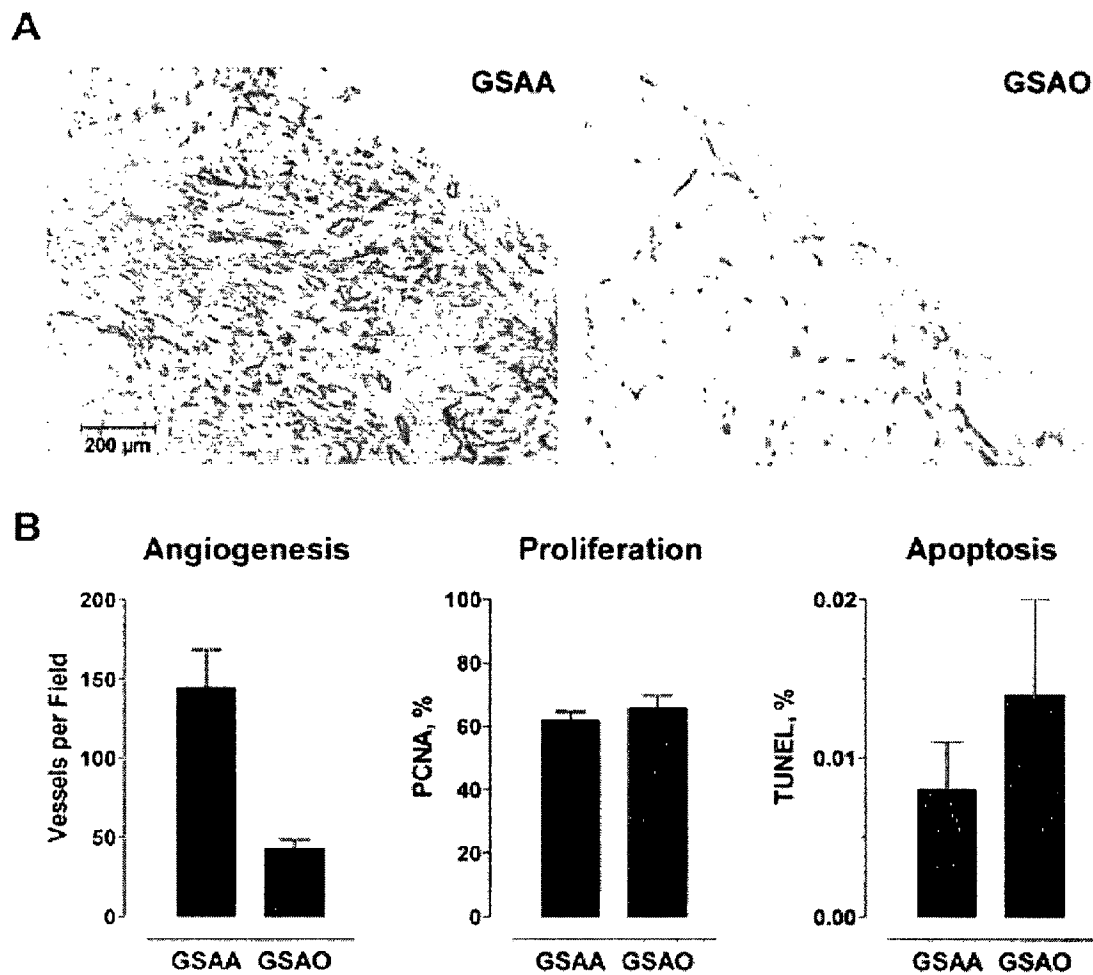 A
GSAA
GSAO
200 µm
B
Angiogenesis
Vessels per Field
200
150
100
50
0
GSAA GSAO
Proliferation
PCNA, %
100
80
60
40
20
0
GSAA GSAO
Apoptosis
TUNEL, %
0.02
0.01
0.00
GSAA GSAO